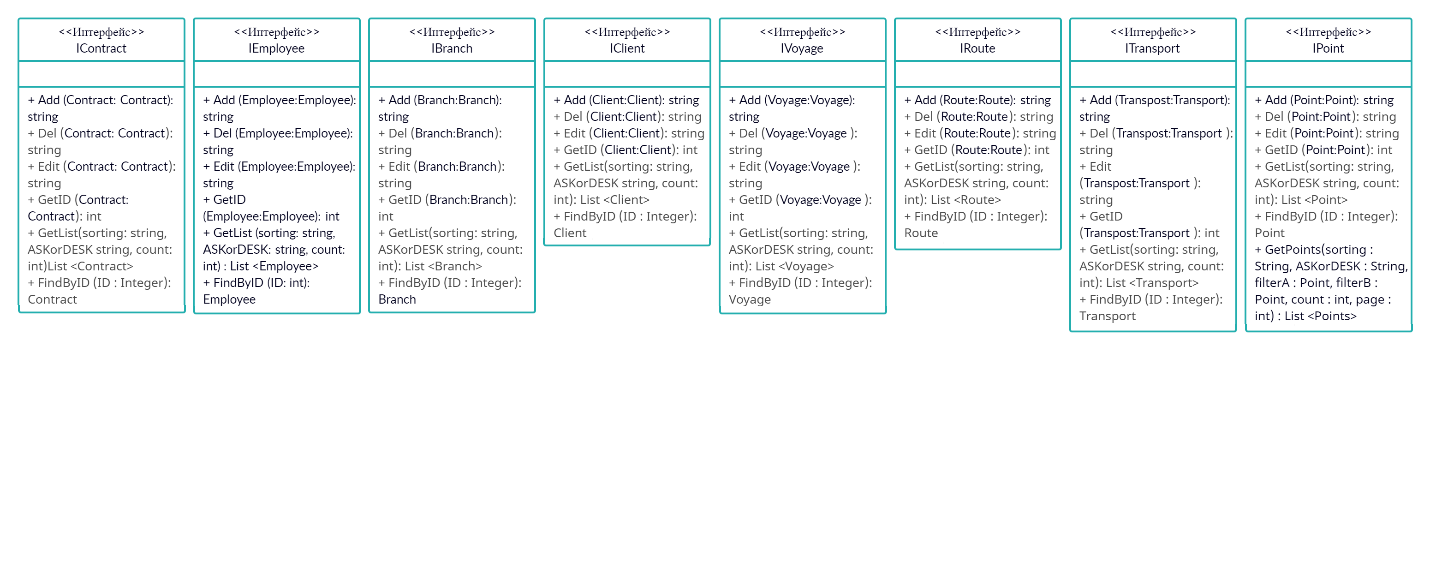 <<Интерфейс>>
IContract
+ Add (Contract: Contract):
string
+ Del (Contract: Contract):
string
+ Edit (Contract: Contract):
string
+ GetID (Contract:
Contract): int
+ GetList(sorting: string,
ASKorDESK string, count:
int)List <Contract>
+ FindByID (ID : Integer):
Contract
<<Интерфейс>>
IEmployee
+ Add (Employee:Employee):
string
+ Del (Employee:Employee):
string
+ Edit (Employee:Employee):
string
+ GetID
(Employee:Employee): int
+ GetList (sorting: string,
ASKorDESK: string, count:
int) : List <Employee>
+ FindByID (ID: int):
Employee
<<Интерфейс>>
IBranch
+ Add (Branch:Branch):
string
+ Del (Branch:Branch):
string
+ Edit (Branch:Branch):
string
+ GetID (Branch:Branch):
int
+ GetList(sorting: string,
ASKorDESK string, count:
int): List <Branch>
+ FindByID (ID : Integer):
Branch
<<Интерфейс>>
IClient
+ Add (Client:Client): string
+ Del (Client:Client): string
+ Edit (Client:Client): string
+ GetID (Client:Client): int
+ GetList(sorting: string,
ASKorDESK string, count:
int): List <Client>
+ FindByID (ID : Integer):
Client
<<Интерфейс>>
IVoyage
+ Add (Voyage:Voyage):
string
+ Del (Voyage:Voyage ):
string
+ Edit (Voyage:Voyage ):
string
+ GetID (Voyage:Voyage ):
int
+ GetList(sorting: string,
ASKorDESK string, count:
int): List <Voyage>
+ FindByID (ID : Integer):
Voyage
<<Интерфейс>>
IRoute
+ Add (Route:Route): string
+ Del (Route:Route): string
+ Edit (Route:Route): string
+ GetID (Route:Route): int
+ GetList(sorting: string,
ASKorDESK string, count:
int): List <Route>
+ FindByID (ID : Integer):
Route
<<Интерфейс>>
ITransport
+ Add (Transpost:Transport):
string
+ Del (Transpost:Transport ):
string
+ Edit
(Transpost:Transport ):
string
+ GetID
(Transpost:Transport ): int
+ GetList(sorting: string,
ASKorDESK string, count:
int): List <Transport>
+ FindByID (ID : Integer):
Transport
<<Интерфейс>>
IPoint
+ Add (Point:Point): string
+ Del (Point:Point): string
+ Edit (Point:Point): string
+ GetID (Point:Point): int
+ GetList(sorting: string,
ASKorDESK string, count:
int): List <Point>
+ FindByID (ID : Integer):
Point
+ GetPoints(sorting :
String, ASKorDESK : String,
filterA : Point, filterB :
Point, count : int, page :
int) : List <Points>